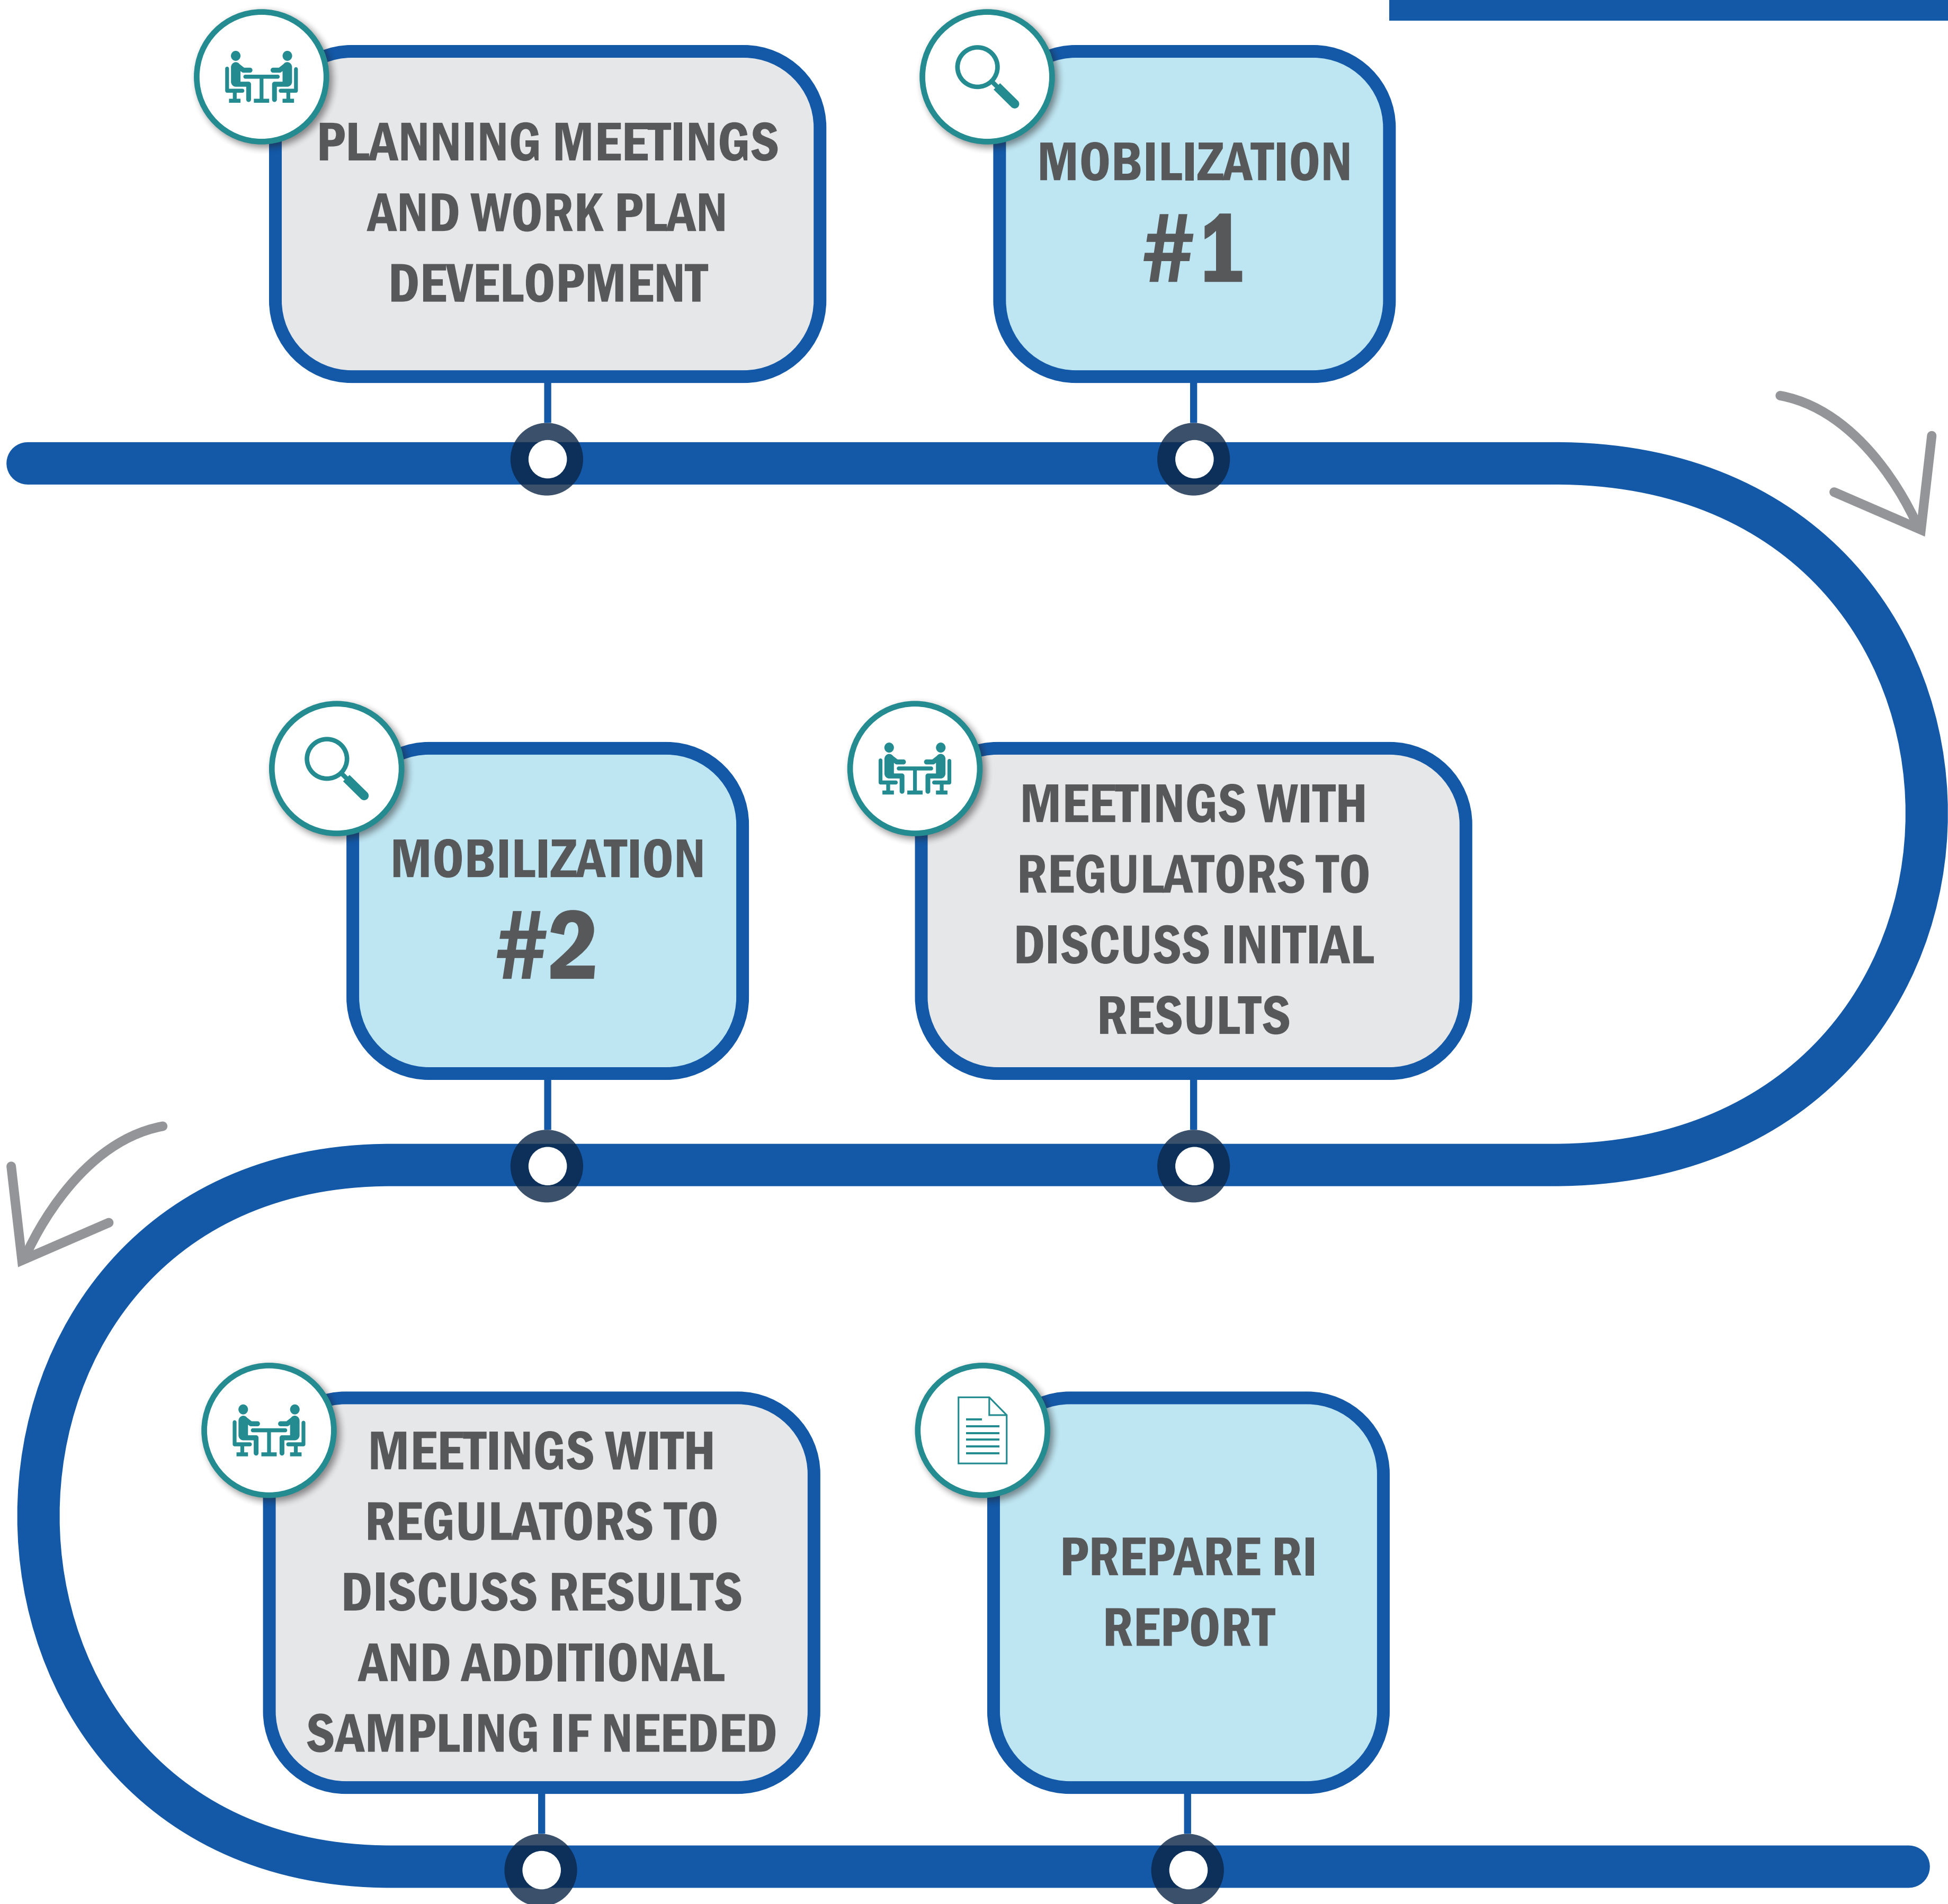 PLANNING MEETINGS
AND WORK PLAN
DEVELOPMENT
MOBILIZATION
#1
MEETINGS WITH
REGULATORS TO
DISCUSS INITIAL
RESULTS
MOBILIZATION
#2
MEETINGS WITH
REGULATORS TO
DISCUSS RESULTS
AND ADDITIONAL
SAMPLING IF NEEDED
PREPARE RI
REPORT